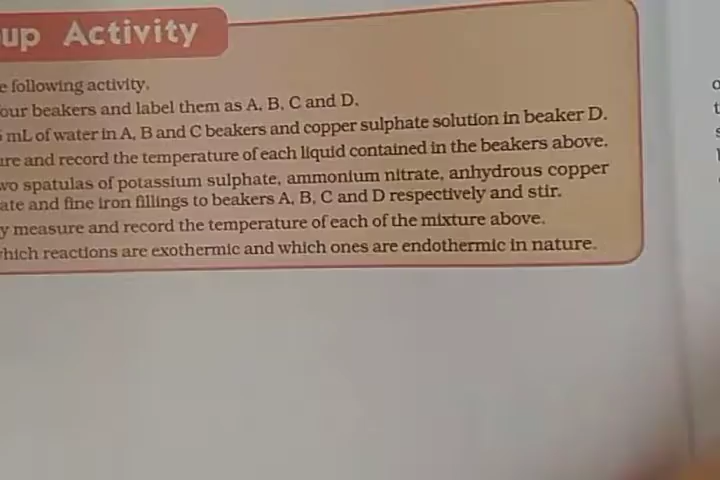 up Activity
e following activity.
our beakers and label them as A, B, C and D.
mL of water in A, B and C beakers and copper sulphate solution in beaker D.
ure and record the temperature of each liquid contained in the beakers above.
wo spatulas of potassium sulphate, ammonium nitrate, anhydrous copper
ate and fine iron fillings to beakers A, B, C and D respectively and stir.
y measure and record the temperature of each of the mixture above.
hich reactions are exothermic and which ones are endothermic in nature.